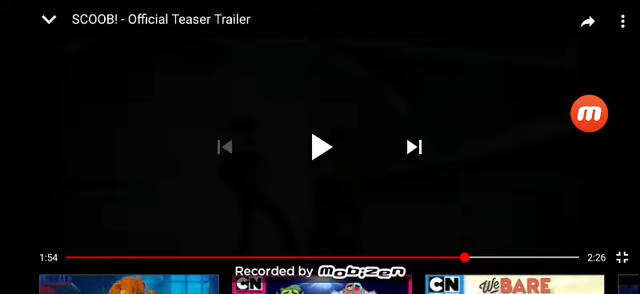 SCOOB! - Official Teaser Trailer
m
1:54
2:26
Recorded by mobizen
CN
CN
We BARE